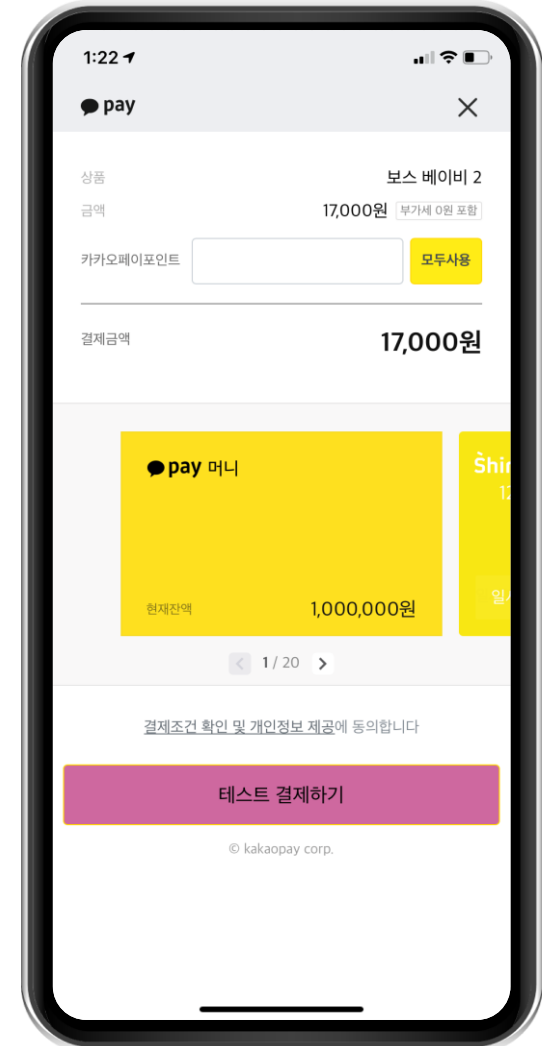 1:22
pay
상품 보스 베이비 2
금액 17,000원 부가세 0원 포함
카카오페이포인트 모두사용
결제금액 17,000원
pay 머니
현재잔액 1,000,000원
1 / 20
결제조건 확인 및 개인정보 제공에 동의합니다
테스트 결제하기
© kakaopay corp.